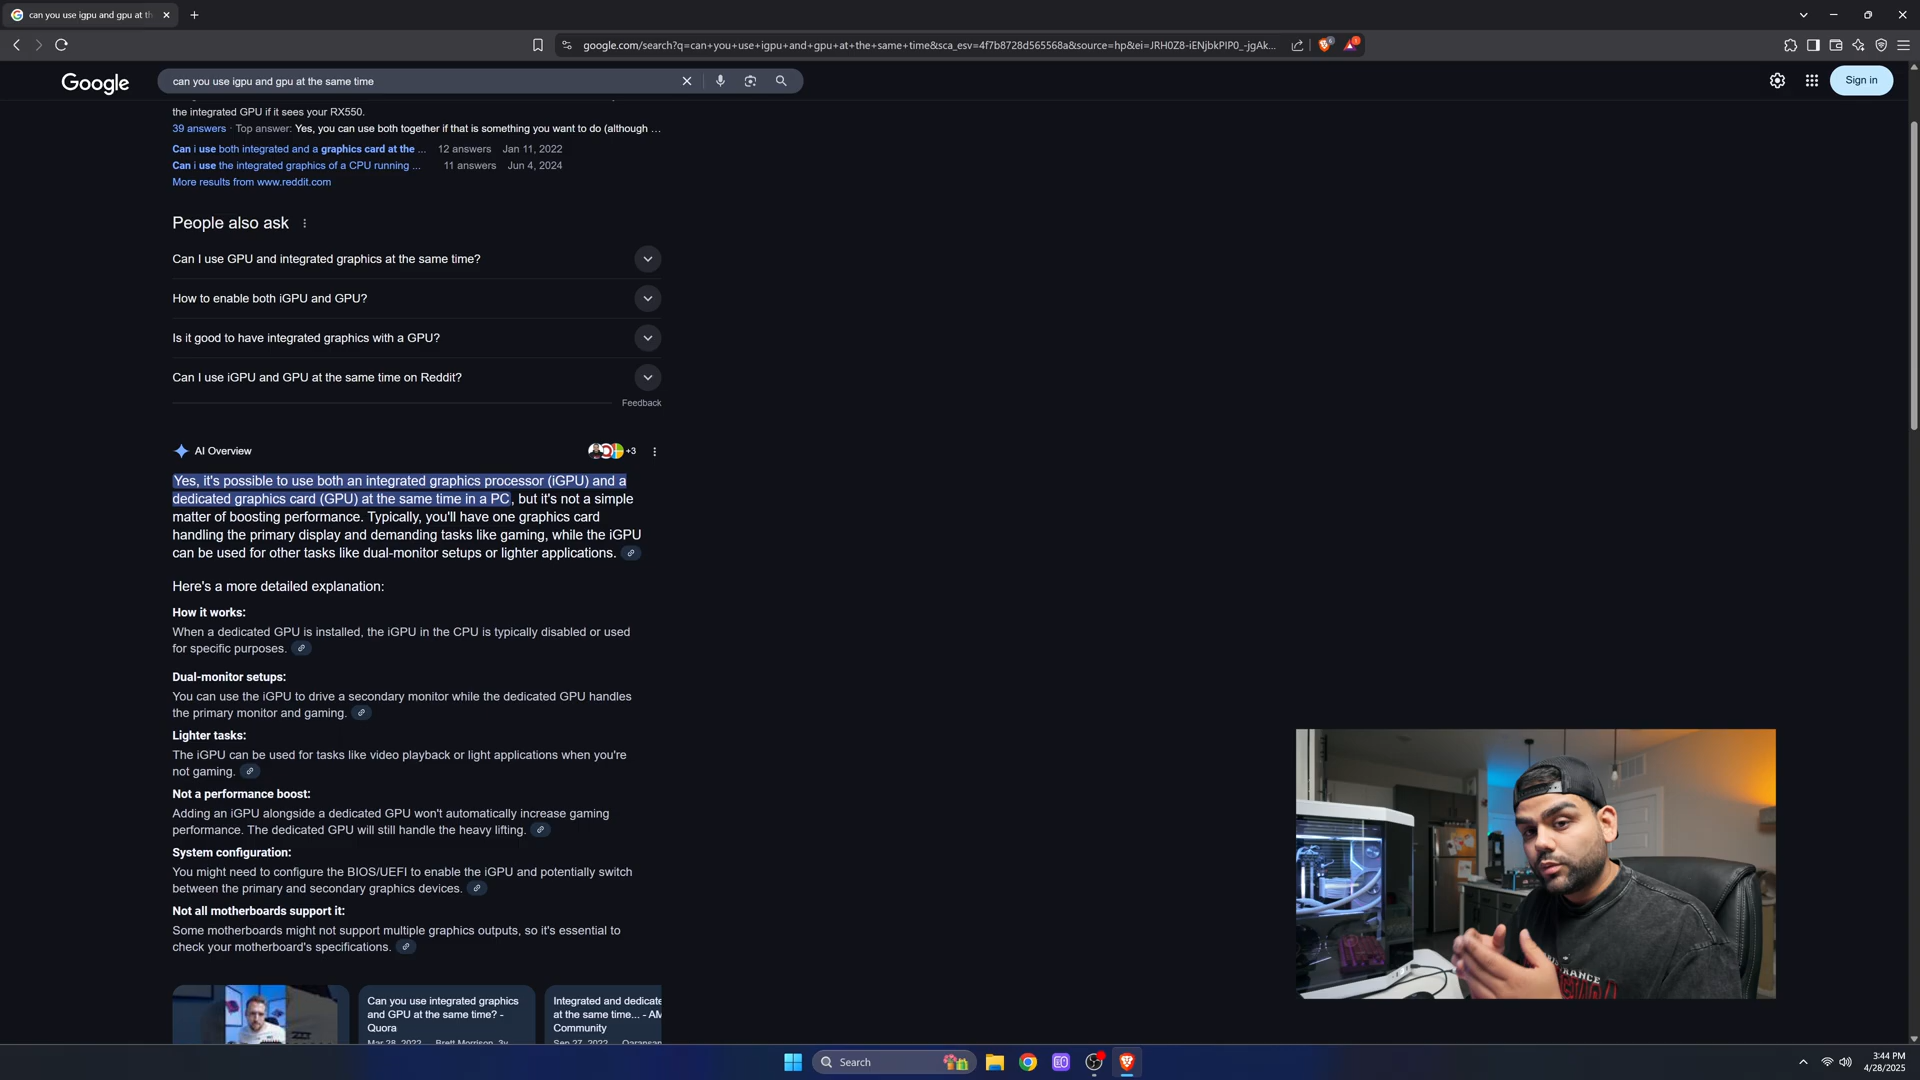 can you use igpu and gpu at th
google.com/search?q=can+you+use+igpu+and+gpu+at+the+same+time&sca_esv=4f7b8728d565568a&source=hp&ei=JRH0Z8-iENjbkPIP0_-jgAk...
Google
can you use igpu and gpu at the same time
Sign in
the integrated GPU if it sees your RX550.
39 answers · Top answer: Yes, you can use both together if that is something you want to do (although ...
Can i use both integrated and a graphics card at the ... 12 answers Jan 11, 2022
Can i use the integrated graphics of a CPU running ... 11 answers Jun 4, 2024
More results from www.reddit.com
People also ask
Can I use GPU and integrated graphics at the same time?
How to enable both iGPU and GPU?
Is it good to have integrated graphics with a GPU?
Can I use iGPU and GPU at the same time on Reddit?
Feedback
AI Overview
+3
Yes, it's possible to use both an integrated graphics processor (iGPU) and a
dedicated graphics card (GPU) at the same time in a PC, but it's not a simple
matter of boosting performance. Typically, you'll have one graphics card
handling the primary display and demanding tasks like gaming, while the iGPU
can be used for other tasks like dual-monitor setups or lighter applications.
Here's a more detailed explanation:
How it works:
When a dedicated GPU is installed, the iGPU in the CPU is typically disabled or used
for specific purposes.
Dual-monitor setups:
You can use the iGPU to drive a secondary monitor while the dedicated GPU handles
the primary monitor and gaming.
Lighter tasks:
The iGPU can be used for tasks like video playback or light applications when you're
not gaming.
Not a performance boost:
Adding an iGPU alongside a dedicated GPU won't automatically increase gaming
performance. The dedicated GPU will still handle the heavy lifting.
System configuration:
You might need to configure the BIOS/UEFI to enable the iGPU and potentially switch
between the primary and secondary graphics devices.
Not all motherboards support it:
Some motherboards might not support multiple graphics outputs, so it's essential to
check your motherboard's specifications.
Can you use integrated graphics
and GPU at the same time? -
Quora
Mar 28, 2022 Brett Morrison, 3y
Integrated and dedicate
at the same time... - AM
Community
Sep 27, 2022
Search
3:44 PM
4/28/2025